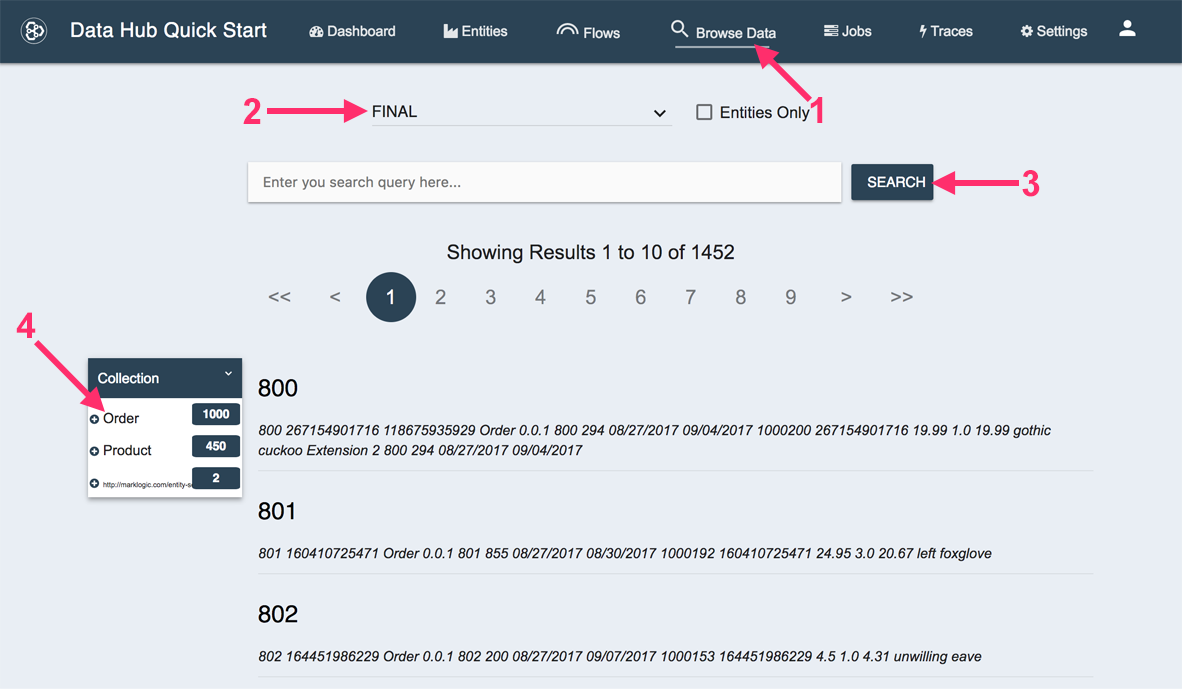 Data Hub Quick Start Dashboard Entities Flows Browse Data Jobs Traces Settings
1
2 FINAL Entities Only
Enter you search query here... SEARCH 3
Showing Results 1 to 10 of 1452
<< < 1 2 3 4 5 6 7 8 9 > >>
4
Collection
Order 1000
Product 450
http://marklogic.com/entity-s 2
800
800 267154901716 118675935929 Order 0.0.1 800 294 08/27/2017 09/04/2017 1000200 267154901716 19.99 1.0 19.99 gothic
cuckoo Extension 2 800 294 08/27/2017 09/04/2017
801
801 160410725471 Order 0.0.1 801 855 08/27/2017 08/30/2017 1000192 160410725471 24.95 3.0 20.67 left foxglove
802
802 164451986229 Order 0.0.1 802 200 08/27/2017 09/07/2017 1000153 164451986229 4.5 1.0 4.31 unwilling eave